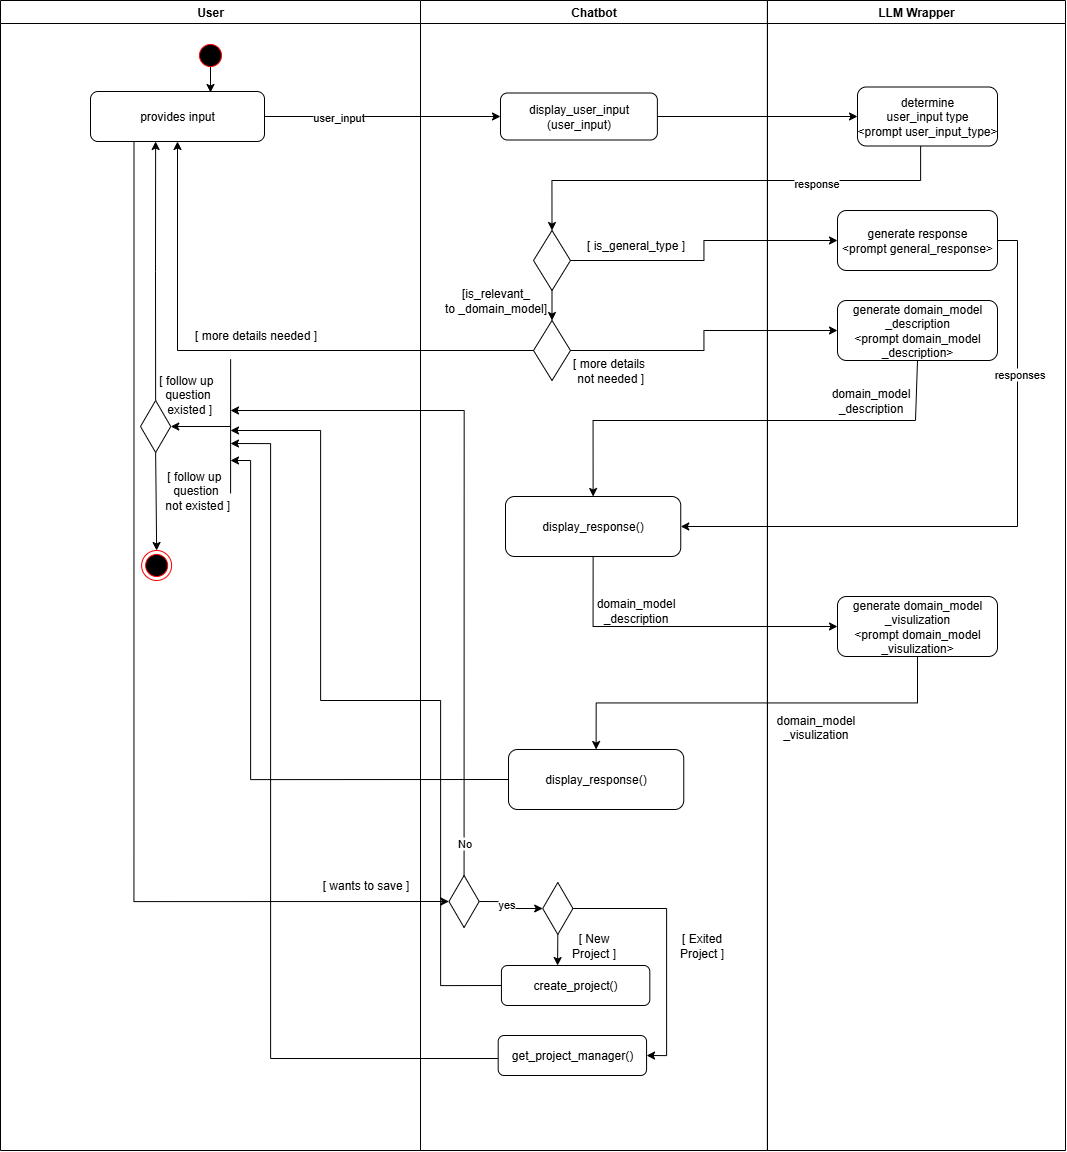 User
Chatbot
LLM Wrapper
provides input
user_input
display_user_input
(user_input)
determine
user_input type
<prompt user_input_type>
response
[ is_general_type ]
generate response
<prompt general_response>
[is_relevant_
to _domain_model]
generate domain_model
_description
<prompt domain_model
_description>
[ more details needed ]
[ more details
not needed ]
responses
[ follow up
question
existed ]
domain_model
_description
[ follow up
question
not existed ]
display_response()
domain_model
_description
generate domain_model
_visulization
<prompt domain_model
_visulization>
domain_model
_visulization
display_response()
No
[ wants to save ]
yes
[ New
Project ]
[ Exited
Project ]
create_project()
get_project_manager()